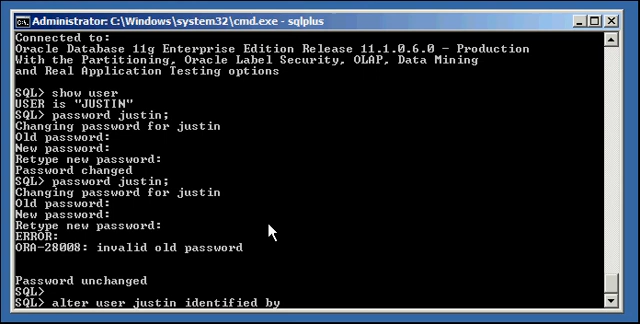 Administrator: C:\Windows\system32\cmd.exe - sqlplus
Connected to:
Oracle Database 11g Enterprise Edition Release 11.1.0.6.0 - Production
With the Partitioning, Oracle Label Security, OLAP, Data Mining
and Real Application Testing options
SQL> show user
USER is "JUSTIN"
SQL> password justin;
Changing password for justin
Old password:
New password:
Retype new password:
Password changed
SQL> password justin;
Changing password for justin
Old password:
New password:
Retype new password:
ERROR:
ORA-28008: invalid old password
Password unchanged
SQL>
SQL> alter user justin identified by